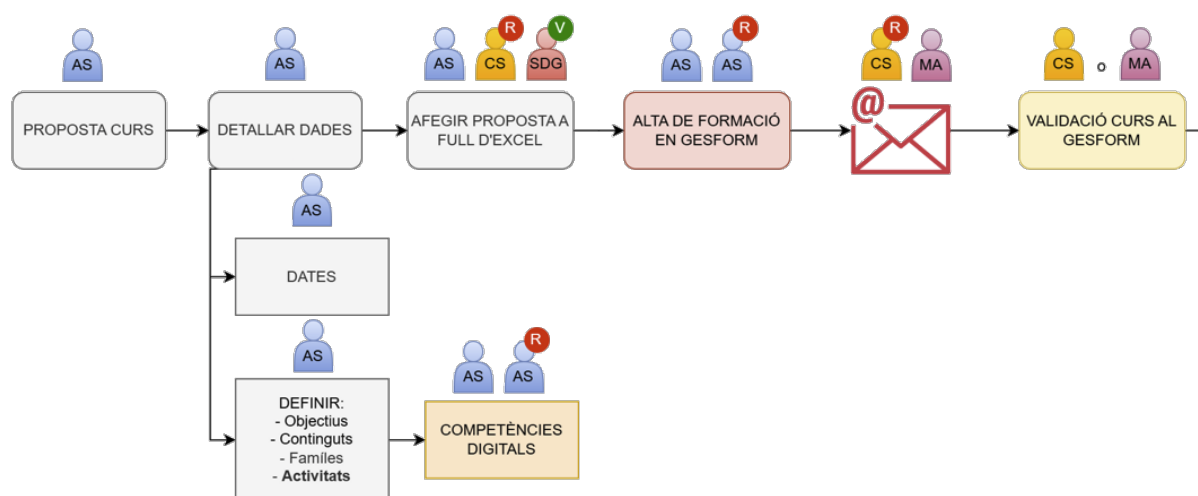 R
V
R
R
AS
AS
AS
CS
SDG
AS
AS
CS
MA
CS
o
MA
PROPOSTA CURS
DETALLAR DADES
AFEGIR PROPOSTA A
FULL D'EXCEL
ALTA DE FORMACIÓ
EN GESFORM
@
VALIDACIÓ CURS AL
GESFORM
AS
DATES
AS
DEFINIR:
- Objectius
- Continguts
- Famíles
- Activitats
R
AS
AS
COMPETÈNCIES
DIGITALS